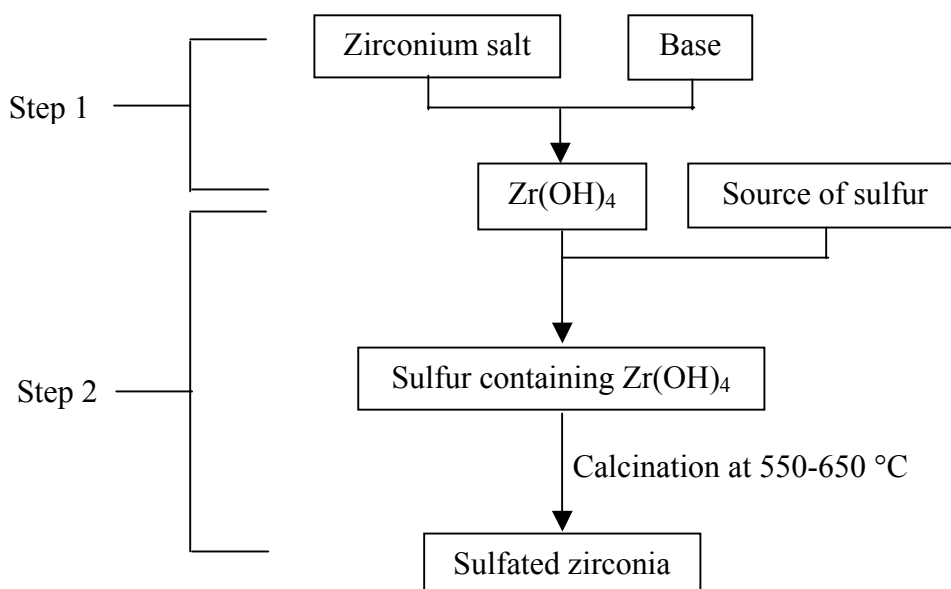 Zirconium salt
Base
Step 1
Zr(OH)₄
Source of sulfur
Sulfur containing Zr(OH)₄
Step 2
Calcination at 550-650 °C
Sulfated zirconia